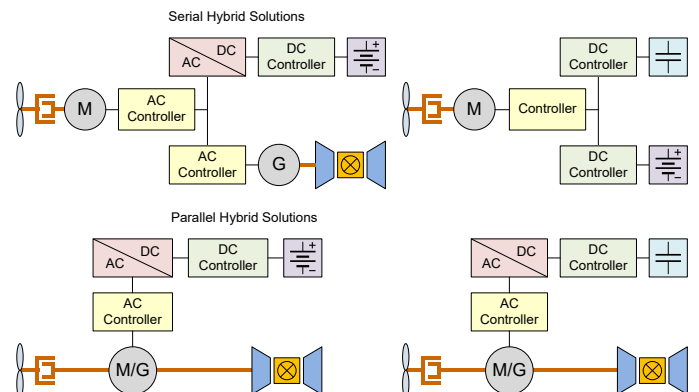 Serial Hybrid Solutions
DC
AC
DC
Controller
+
−
M
AC
Controller
AC
Controller
G
DC
Controller
M
Controller
DC
Controller
+
−
Parallel Hybrid Solutions
DC
AC
DC
Controller
+
−
AC
Controller
M/G
DC
AC
DC
Controller
AC
Controller
M/G